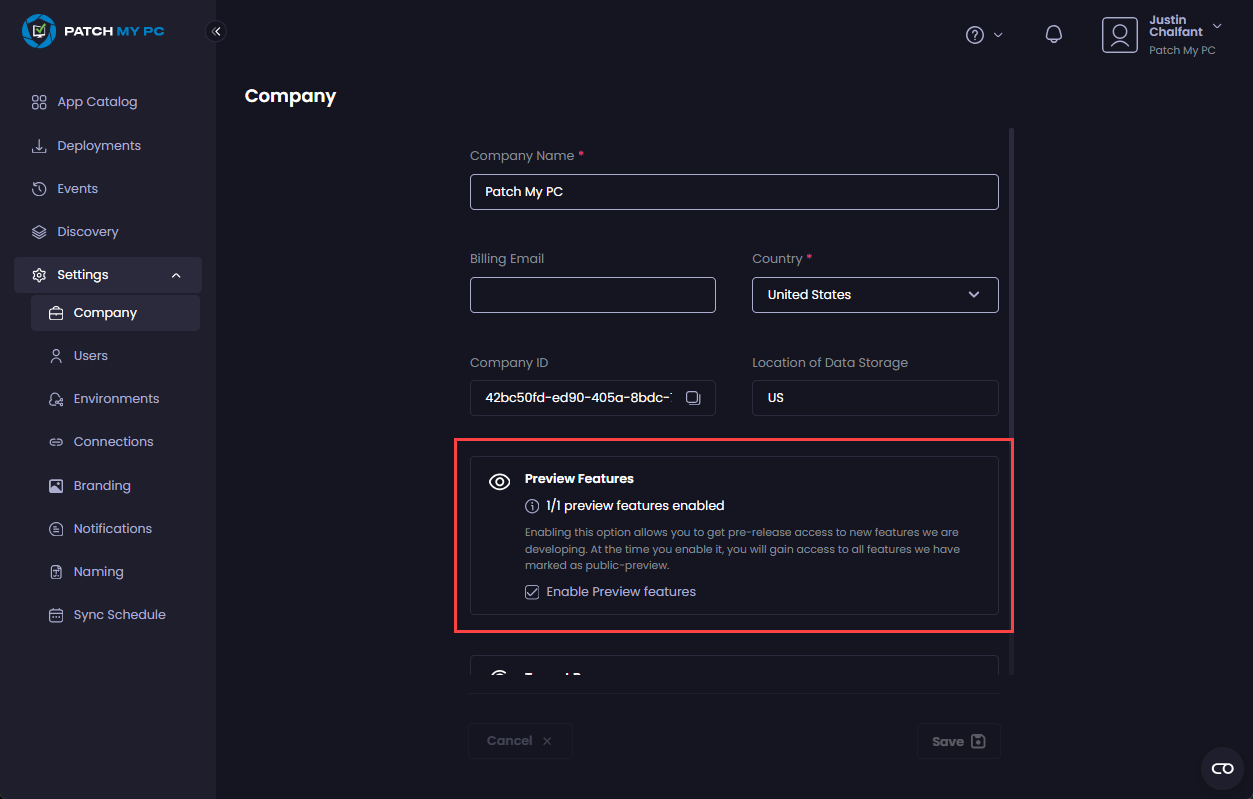 PATCH MY PC
Justin
Chalfant
Patch My PC
App Catalog
Deployments
Events
Discovery
Settings
Company
Users
Environments
Connections
Branding
Notifications
Naming
Sync Schedule
Company
Company Name *
Patch My PC
Billing Email
Country *
United States
Company ID
Location of Data Storage
42bc50fd-ed90-405a-8bdc-
US
Preview Features
1/1 preview features enabled
Enabling this option allows you to get pre-release access to new features we are
developing. At the time you enable it, you will gain access to all features we have
marked as public-preview.
Enable Preview features
Cancel
Save